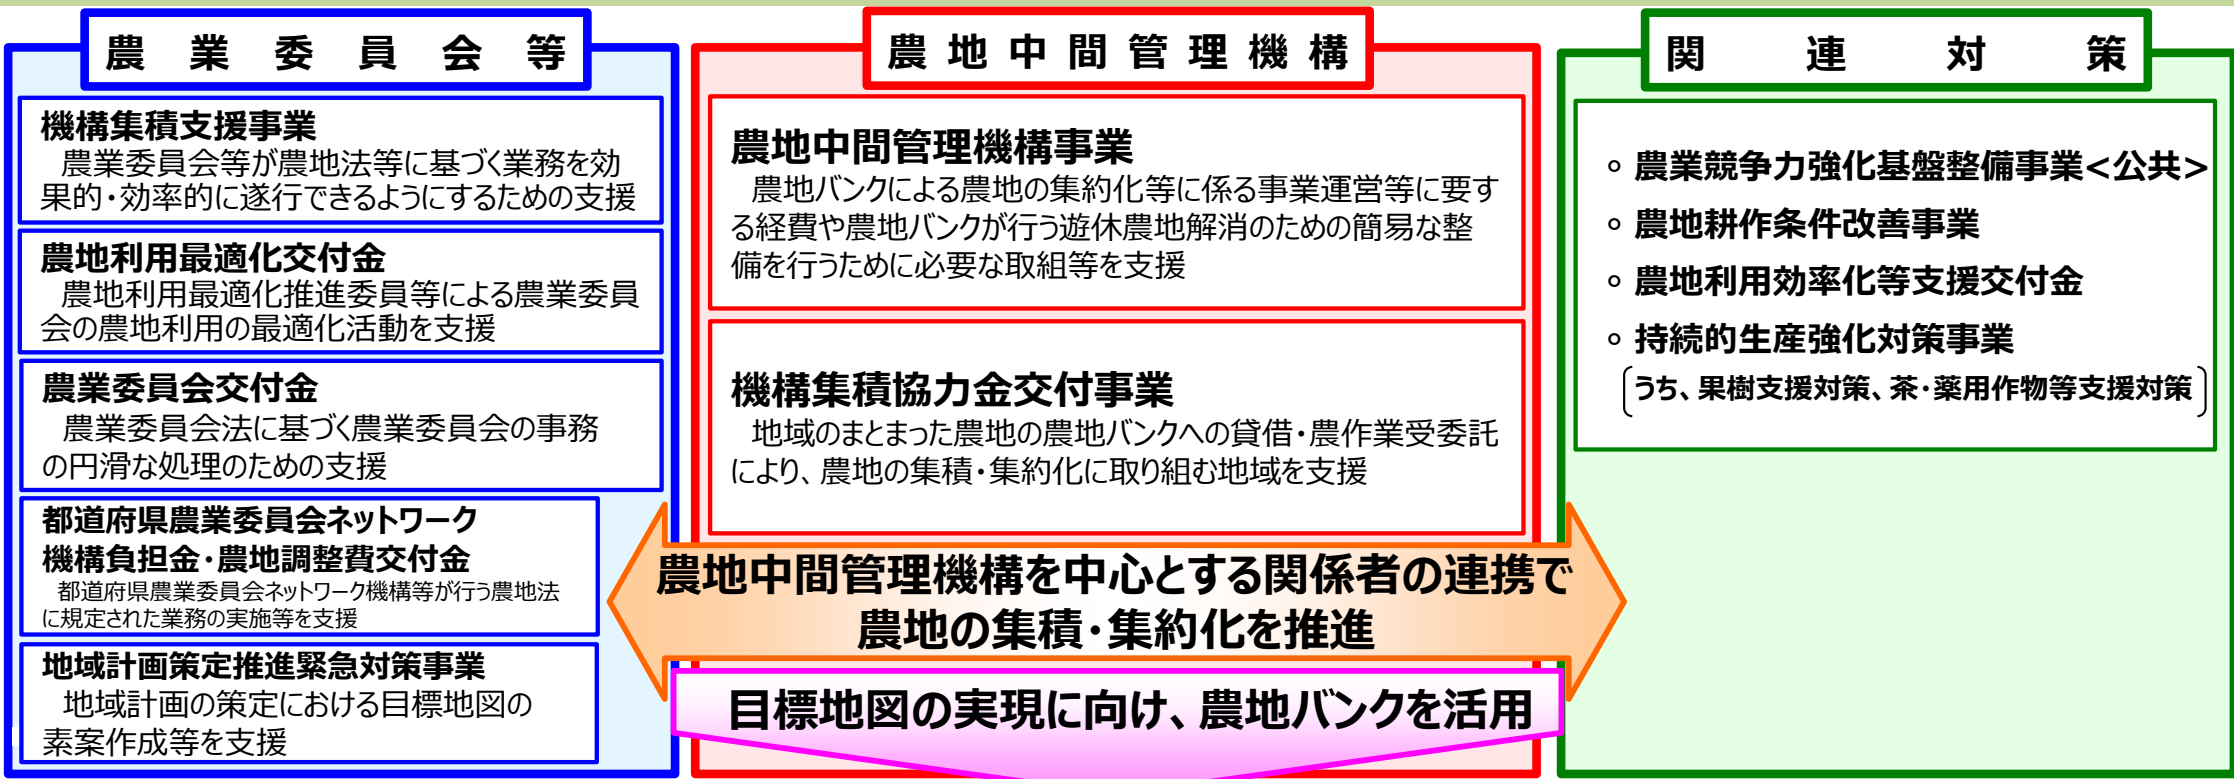 農業委員会等
機構集積支援事業
農業委員会等が農地法等に基づく業務を効
果的・効率的に遂行できるようにするための支援
農地利用最適化交付金
農地利用最適化推進委員等による農業委員
会の農地利用の最適化活動を支援
農業委員会交付金
農業委員会法に基づく農業委員会の事務
の円滑な処理のための支援
都道府県農業委員会ネットワーク
機構負担金・農地調整費交付金
都道府県農業委員会ネットワーク機構等が行う農地法
に規定された業務の実施等を支援
地域計画策定推進緊急対策事業
地域計画の策定における目標地図の
素案作成等を支援
農地中間管理機構
農地中間管理機構事業
農地バンクによる農地の集約化等に係る事業運営等に要す
る経費や農地バンクが行う遊休農地解消のための簡易な整
備を行うために必要な取組等を支援
機構集積協力金交付事業
地域のまとまった農地の農地バンクへの貸借・農作業受委託
により、農地の集積・集約化に取り組む地域を支援
関連対策
○ 農業競争力強化基盤整備事業<公共>
○ 農地耕作条件改善事業
○ 農地利用効率化等支援交付金
○ 持続的生産強化対策事業
〔うち、果樹支援対策、茶・薬用作物等支援対策〕
農地中間管理機構を中心とする関係者の連携で
農地の集積・集約化を推進
目標地図の実現に向け、農地バンクを活用